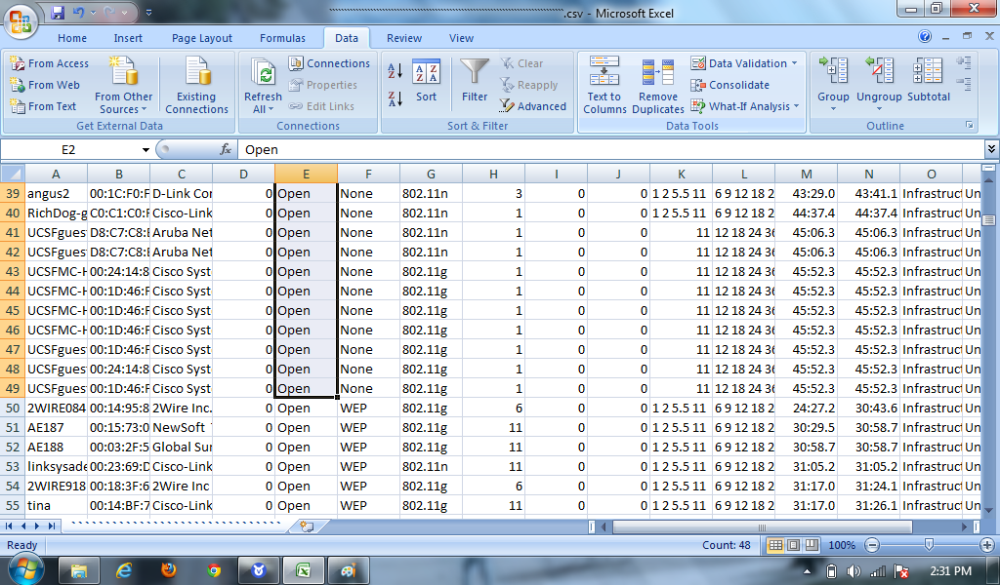 .csv - Microsoft Excel
Home Insert Page Layout Formulas Data Review View
From Access
From Web
From Text
From Other Sources
Existing Connections
Get External Data
Refresh All
Connections
Properties
Edit Links
Connections
Sort
Filter
Clear
Reapply
Advanced
Sort & Filter
Text to Columns
Remove Duplicates
Data Validation
Consolidate
What-If Analysis
Data Tools
Group
Ungroup
Subtotal
Outline
E2 fx Open
A B C D E F G H I J K L M N O
39 angus2 00:1C:F0:F D-Link Cor 0 Open None 802.11n 3 0 0 1 2 5.5 11 6 9 12 18 2 43:29.0 43:41.1 Infrastruct Un
40 RichDog-g C0:C1:C0:F Cisco-Link 0 Open None 802.11n 1 0 0 1 2 5.5 11 6 9 12 18 2 44:37.4 44:37.4 Infrastruct Un
41 UCSFgues D8:C7:C8:E Aruba Net 0 Open None 802.11n 1 0 0 11 12 18 24 36 45:06.3 45:06.3 Infrastruct Un
42 UCSFgues D8:C7:C8:E Aruba Net 0 Open None 802.11n 1 0 0 11 12 18 24 36 45:06.3 45:06.3 Infrastruct Un
43 UCSFMC-H 00:24:14:8 Cisco Syst 0 Open None 802.11g 1 0 0 11 12 18 24 36 45:52.3 45:52.3 Infrastruct Un
44 UCSFMC-H 00:1D:46:F Cisco Syst 0 Open None 802.11g 1 0 0 11 12 18 24 36 45:52.3 45:52.3 Infrastruct Un
45 UCSFMC-H 00:1D:46:F Cisco Syst 0 Open None 802.11g 1 0 0 11 12 18 24 36 45:52.3 45:52.3 Infrastruct Un
46 UCSFMC-H 00:1D:46:F Cisco Syst 0 Open None 802.11g 1 0 0 11 12 18 24 36 45:52.3 45:52.3 Infrastruct Un
47 UCSFgues 00:1D:46:F Cisco Syst 0 Open None 802.11g 1 0 0 11 12 18 24 36 45:52.3 45:52.3 Infrastruct Un
48 UCSFgues 00:24:14:8 Cisco Syst 0 Open None 802.11g 1 0 0 11 12 18 24 36 45:52.3 45:52.3 Infrastruct Un
49 UCSFgues 00:1D:46:F Cisco Syst 0 Open None 802.11g 1 0 0 11 12 18 24 36 45:52.3 45:52.3 Infrastruct Un
50 2WIRE084 00:14:95:8 2Wire Inc. 0 Open WEP 802.11g 6 0 0 1 2 5.5 11 6 9 12 18 2 24:27.2 30:43.6 Infrastruct Un
51 AE187 00:15:73:0 NewSoft 0 Open WEP 802.11g 11 0 0 1 2 5.5 11 6 9 12 18 2 30:29.5 30:58.7 Infrastruct Un
52 AE188 00:03:2F:5 Global Sur 0 Open WEP 802.11g 11 0 0 1 2 5.5 11 6 9 12 18 2 30:58.7 30:58.7 Infrastruct Un
53 linksysade 00:23:69:D Cisco-Link 0 Open WEP 802.11g 11 0 0 1 2 5.5 11 6 9 12 18 2 31:05.2 31:05.2 Infrastruct Un
54 2WIRE918 00:18:3F:6 2Wire Inc 0 Open WEP 802.11g 6 0 0 1 2 5.5 11 6 9 12 18 2 31:17.0 31:24.1 Infrastruct Un
55 tina 00:14:BF:7 Cisco-Link 0 Open WEP 802.11g 11 0 0 1 2 5.5 11 6 9 12 18 2 31:17.0 31:26.1 Infrastruct Un
Ready Count: 48 100%
2:31 PM